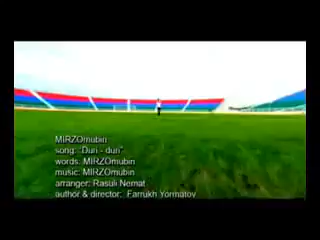 MIRZOmubin
song: "Duri - duri"
words: MIRZOmubin
music: MIRZOmubin
arranger: Rasuli Nemat
author & director: Farrukh Yormatov